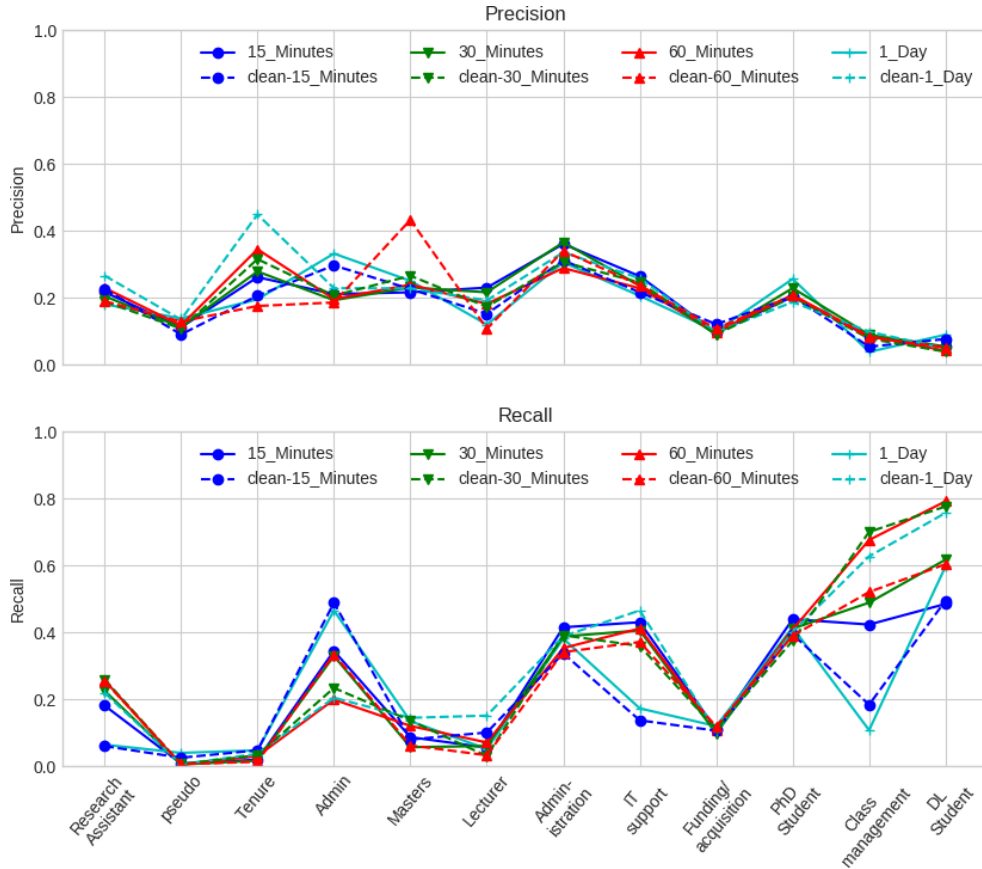 Precision
1.0
0.8
0.6
0.4
0.2
0.0
Precision
15_Minutes
30_Minutes
60_Minutes
1_Day
clean-15_Minutes
clean-30_Minutes
clean-60_Minutes
clean-1_Day
Recall
1.0
0.8
0.6
0.4
0.2
0.0
Recall
15_Minutes
30_Minutes
60_Minutes
1_Day
clean-15_Minutes
clean-30_Minutes
clean-60_Minutes
clean-1_Day
Research
Assistant
pseudo
Tenure
Admin
Masters
Lecturer
Admin-
istration
IT
support
Funding/
acquisition
PhD
Student
Class
management
DL
Student